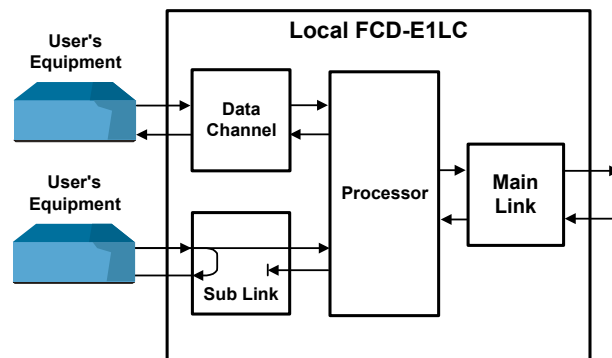 Local FCD-E1LC
User's
Equipment
Data
Channel
Processor
Main
Link
User's
Equipment
Sub Link